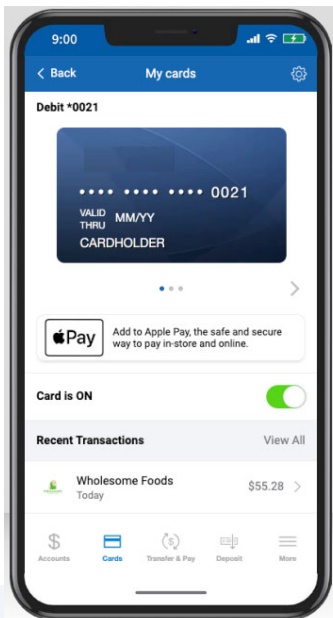 9:00
Back
My cards
Debit *0021
•••• •••• •••• 0021
VALID
THRU
MM/YY
CARDHOLDER
Pay
Add to Apple Pay, the safe and secure
way to pay in-store and online.
Card is ON
Recent Transactions
View All
Wholesome Foods
Today
$55.28
Accounts
Cards
Transfer & Pay
Deposit
More